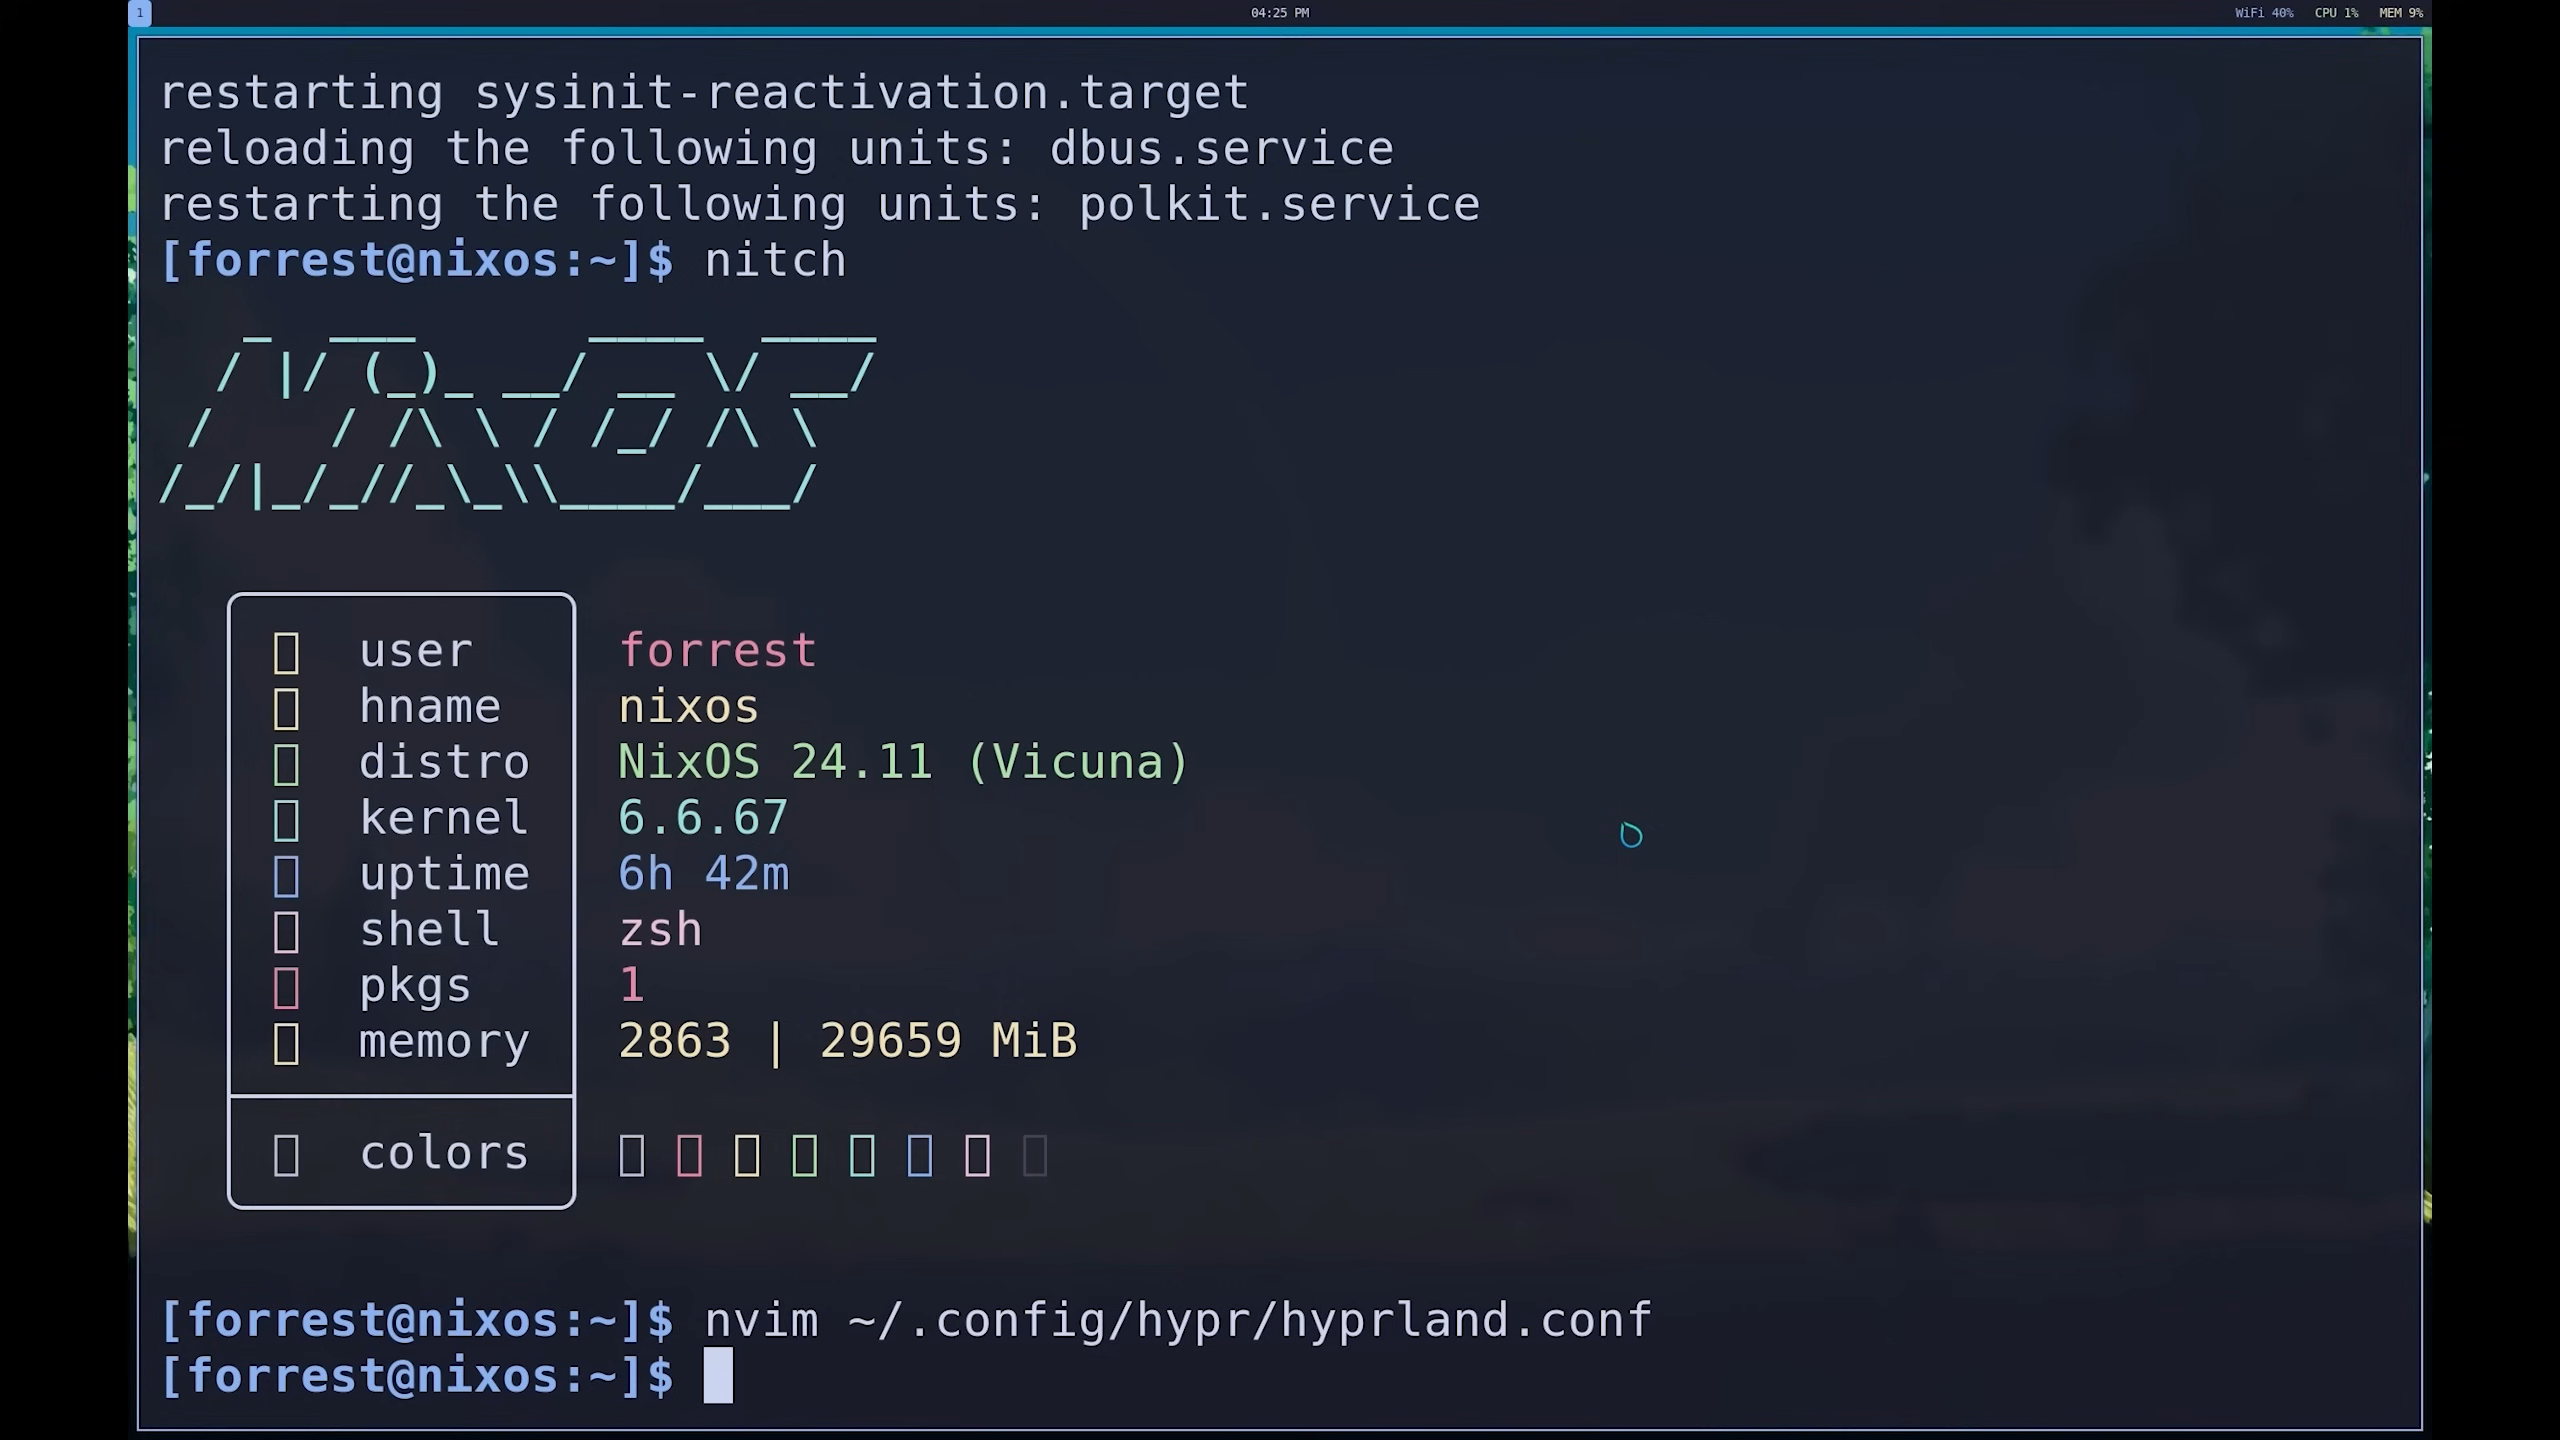 1 04:25 PM WiFi 40% CPU 1% MEM 9%
restarting sysinit-reactivation.target
reloading the following units: dbus.service
restarting the following units: polkit.service
[forrest@nixos:~]$ nitch
user forrest
hname nixos
distro NixOS 24.11 (Vicuna)
kernel 6.6.67
uptime 6h 42m
shell zsh
pkgs 1
memory 2863 | 29659 MiB
colors
[forrest@nixos:~]$ nvim ~/.config/hypr/hyprland.conf
[forrest@nixos:~]$